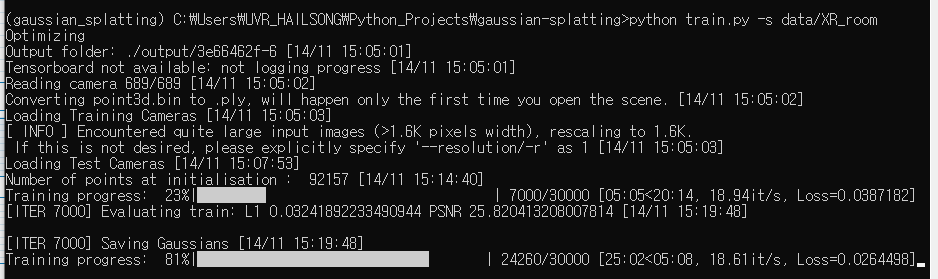 (gaussian_splatting) C:₩Users₩UVR_HAILSONG₩Python_Projects₩gaussian-splatting>python train.py -s data/XR_room
Optimizing
Output folder: ./output/3e66462f-6 [14/11 15:05:01]
Tensorboard not available: not logging progress [14/11 15:05:01]
Reading camera 689/689 [14/11 15:05:02]
Converting point3d.bin to .ply, will happen only the first time you open the scene. [14/11 15:05:02]
Loading Training Cameras [14/11 15:05:03]
[ INFO ] Encountered quite large input images (>1.6K pixels width), rescaling to 1.6K.
If this is not desired, please explicitly specify '--resolution/-r' as 1 [14/11 15:05:03]
Loading Test Cameras [14/11 15:07:53]
Number of points at initialisation :  92157 [14/11 15:14:40]
Training progress:  23%| | 7000/30000 [05:05<20:14, 18.94it/s, Loss=0.0387182]
[ITER 7000] Evaluating train: L1 0.03241892233490944 PSNR 25.820413208007814 [14/11 15:19:48]
[ITER 7000] Saving Gaussians [14/11 15:19:48]
Training progress:  81%| | 24260/30000 [25:02<05:08, 18.61it/s, Loss=0.0264498]